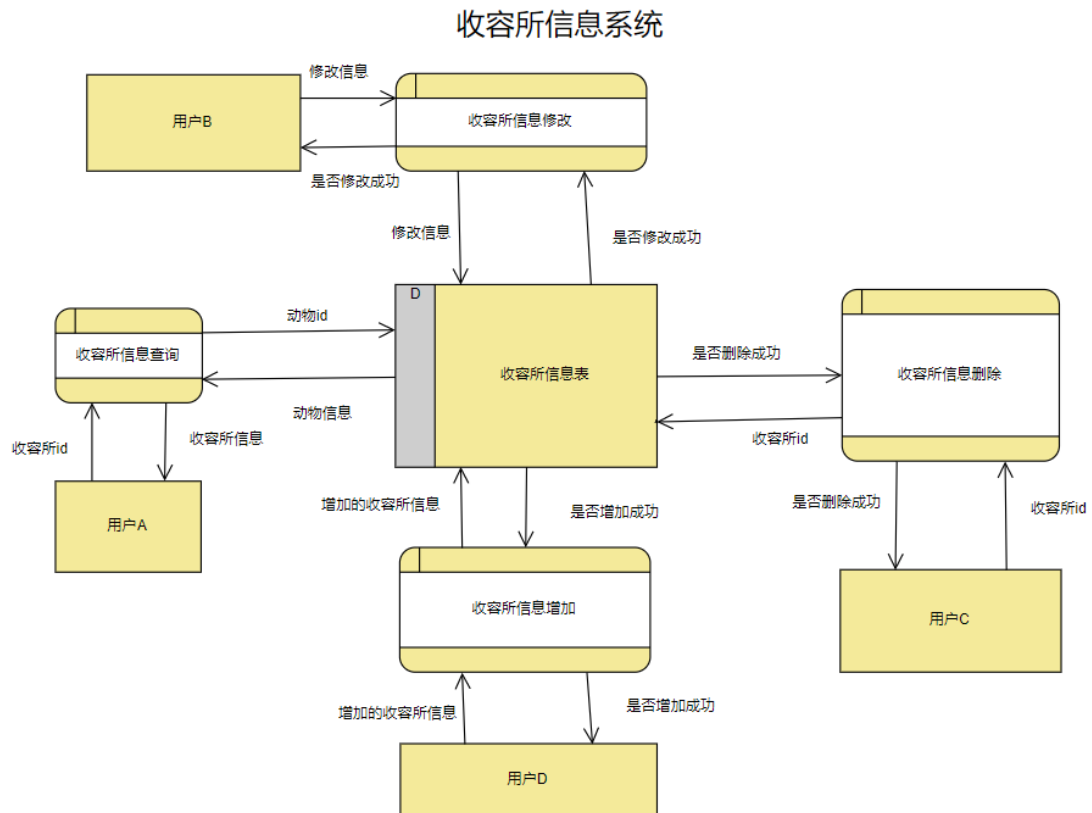 收容所信息系统
修改信息
用户B
收容所信息修改
是否修改成功
修改信息
是否修改成功
D
动物id
收容所信息查询
是否删除成功
收容所信息表
收容所信息删除
动物信息
收容所id
收容所信息
收容所id
增加的收容所信息
是否增加成功
是否删除成功
收容所id
用户A
收容所信息增加
用户C
增加的收容所信息
是否增加成功
用户D